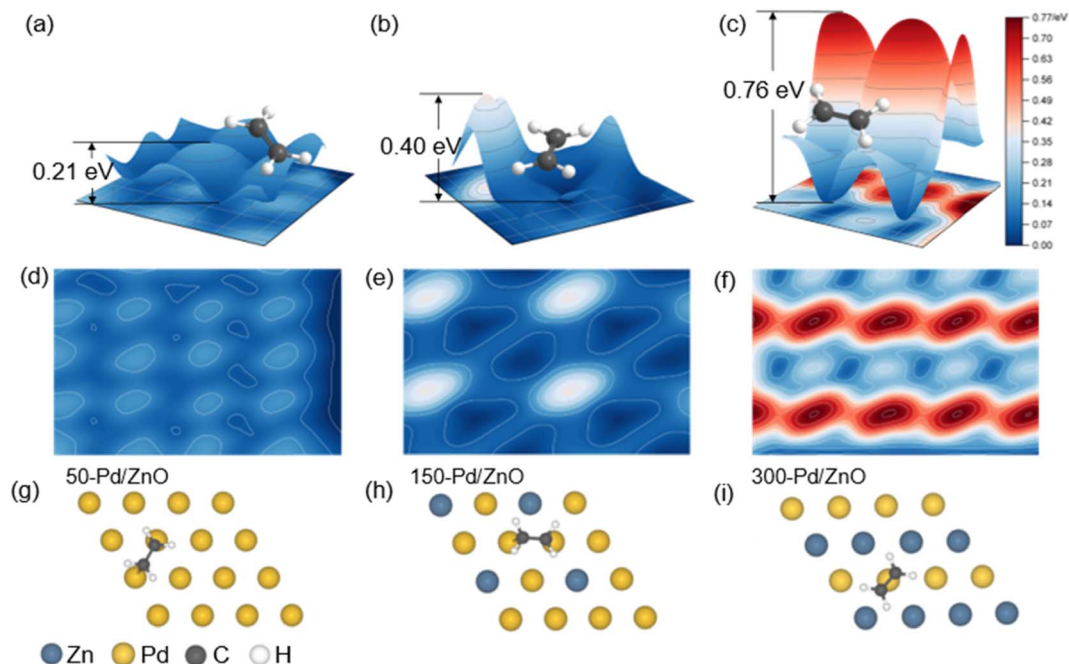 (a)
(b)
(c)
0.21 eV
0.40 eV
0.76 eV
0.77/eV
0.70
0.63
0.56
0.49
0.42
0.35
0.28
0.21
0.14
0.07
0.00
(d)
(e)
(f)
50-Pd/ZnO
150-Pd/ZnO
300-Pd/ZnO
(g)
(h)
(i)
Zn Pd C H